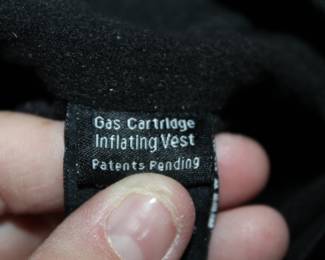 Gas Cartridge
Inflating Vest
Patents Pending